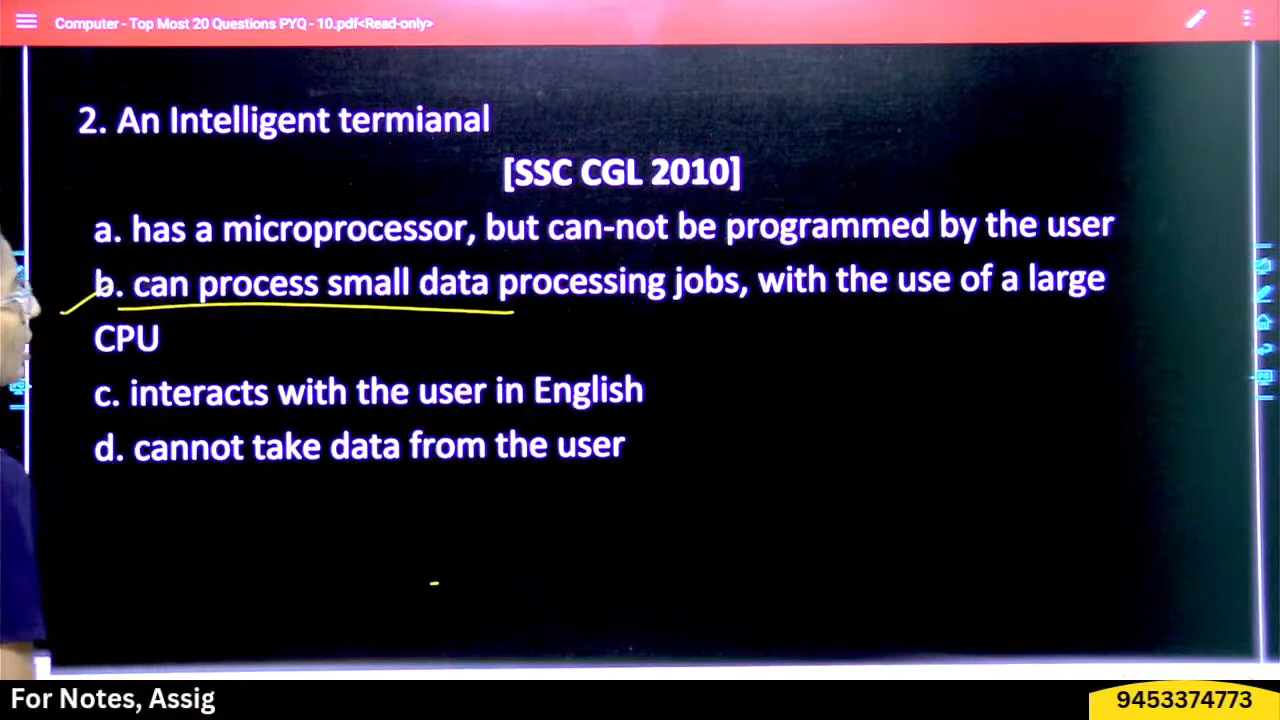 Computer - Top Most 20 Questions PYQ - 10.pdf<Read-only>
2. An Intelligent termianal
[SSC CGL 2010]
a. has a microprocessor, but can-not be programmed by the user
b. can process small data processing jobs, with the use of a large
CPU
c. interacts with the user in English
d. cannot take data from the user
For Notes, Assig
9453374773